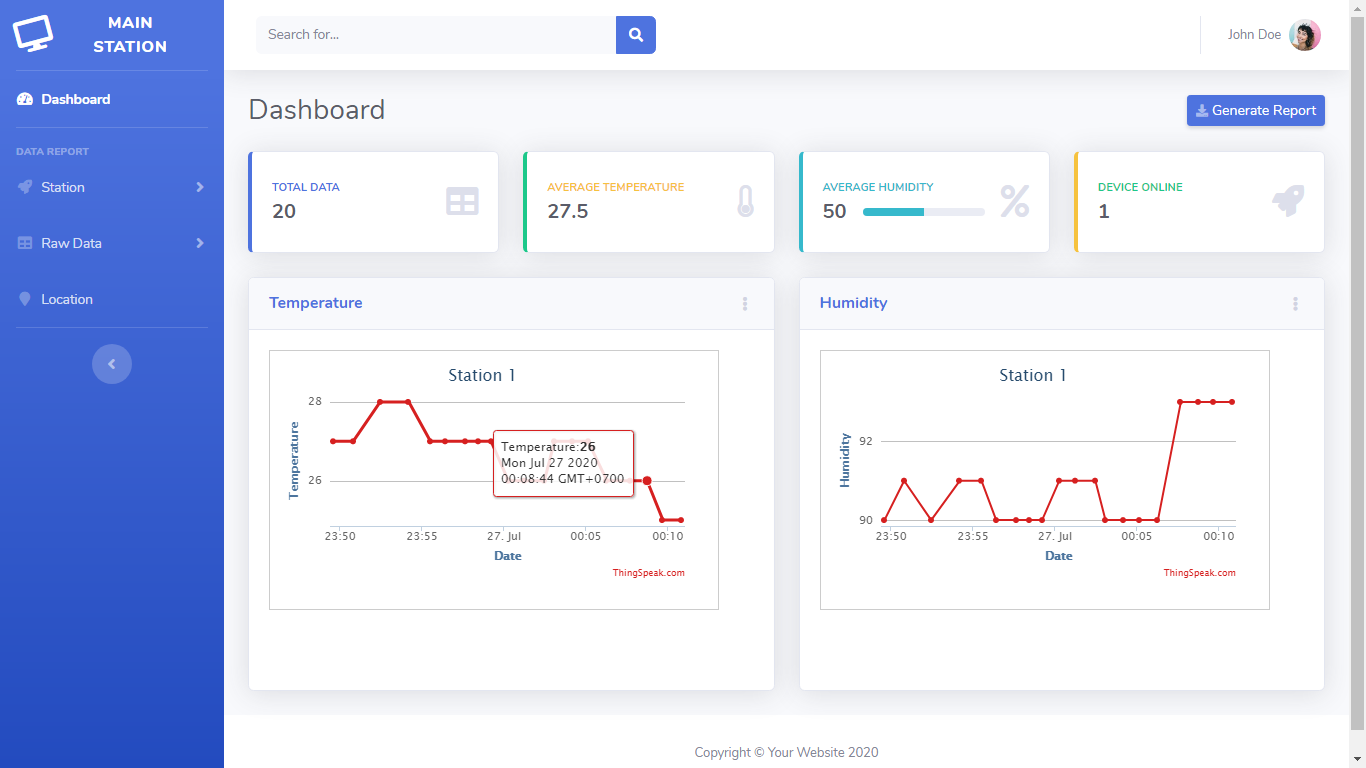 MAIN
STATION
Search for...
John Doe
Dashboard
DATA REPORT
Station
Raw Data
Location
Dashboard
Generate Report
TOTAL DATA
20
AVERAGE TEMPERATURE
27.5
AVERAGE HUMIDITY
50
DEVICE ONLINE
1
Temperature
Station 1
Temperature
28
26
Temperature:26
Mon Jul 27 2020
00:08:44 GMT+0700
23:50 23:55 27. Jul 00:05 00:10
Date
ThingSpeak.com
Humidity
Station 1
Humidity
92
90
23:50 23:55 27. Jul 00:05 00:10
Date
ThingSpeak.com
Copyright © Your Website 2020